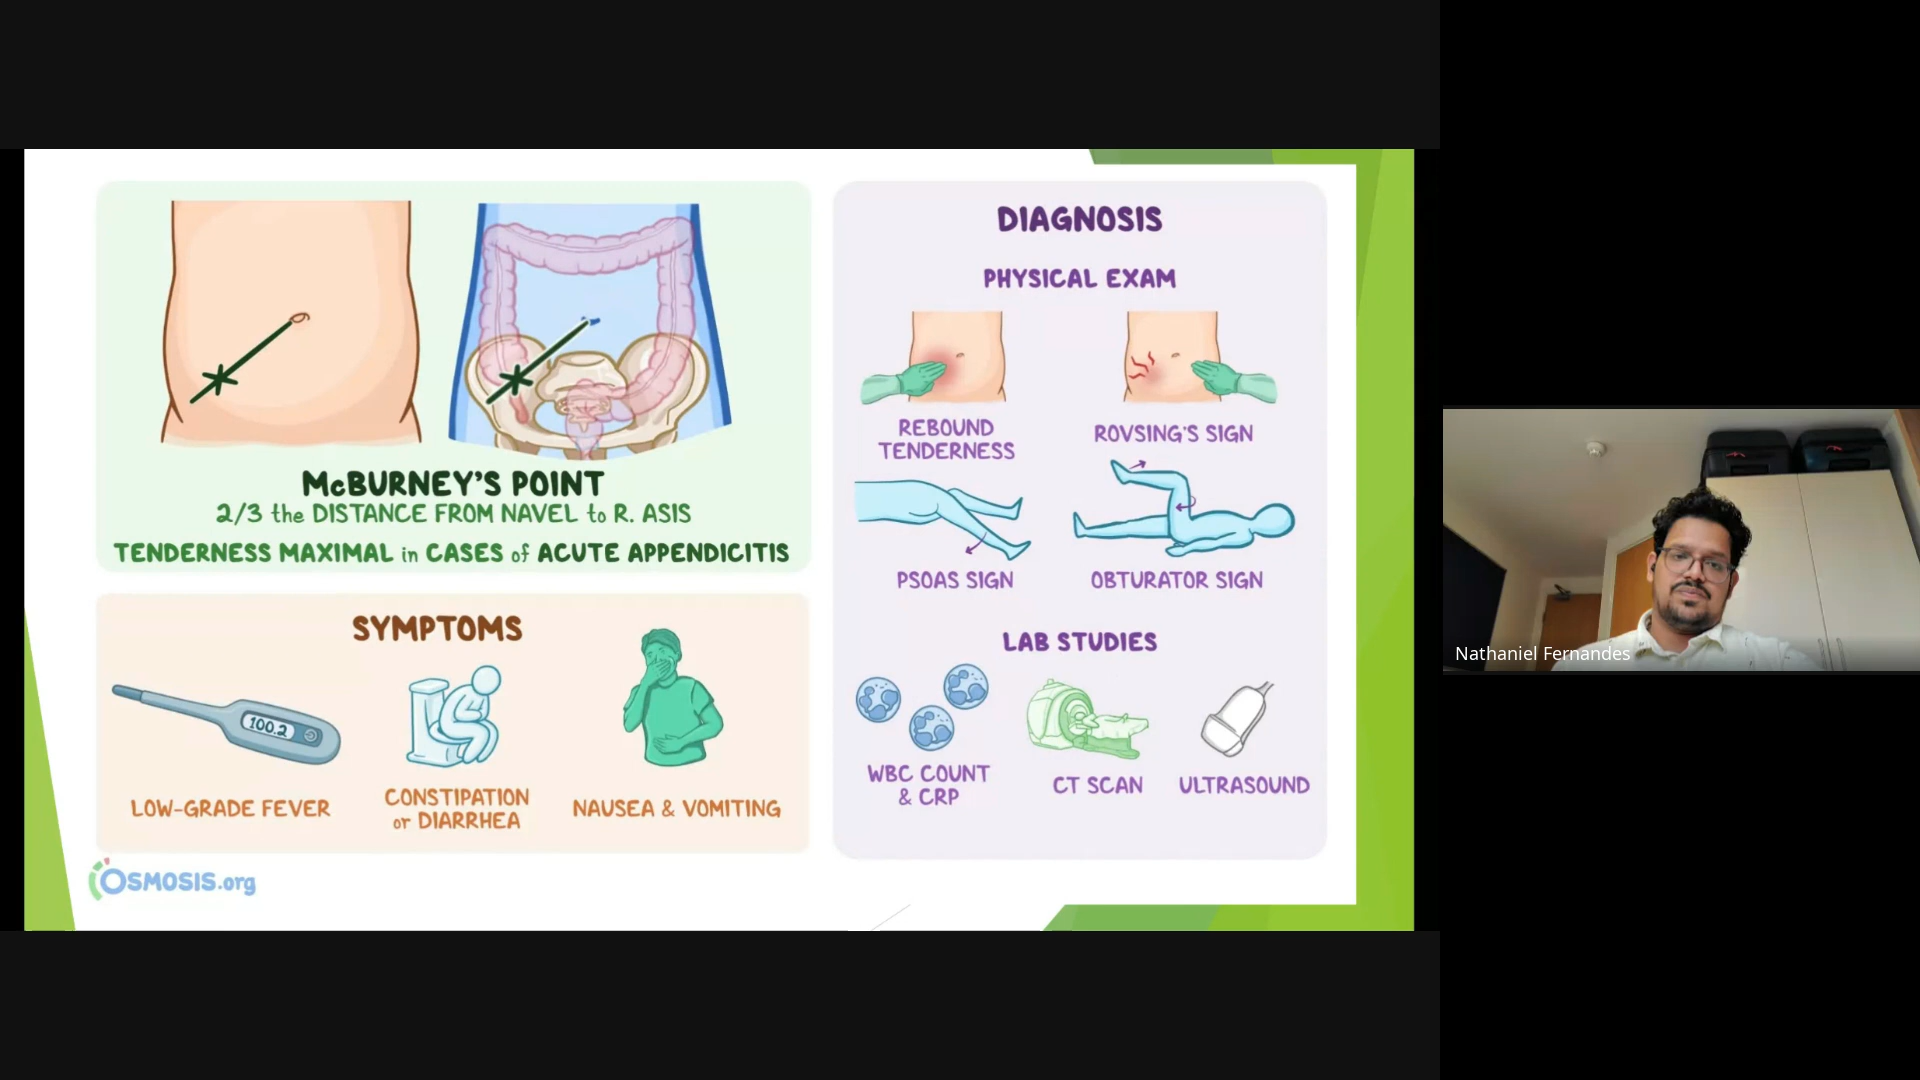 McBURNEY'S POINT
2/3 the DISTANCE FROM NAVEL to R. ASIS
TENDERNESS MAXIMAL in CASES of ACUTE APPENDICITIS
SYMPTOMS
100.2
LOW-GRADE FEVER
CONSTIPATION
or DIARRHEA
NAUSEA & VOMITING
OSMOSIS.org
DIAGNOSIS
PHYSICAL EXAM
REBOUND
TENDERNESS
ROVSING'S SIGN
PSOAS SIGN
OBTURATOR SIGN
LAB STUDIES
WBC COUNT
& CRP
CT SCAN
ULTRASOUND
Nathaniel Fernandes